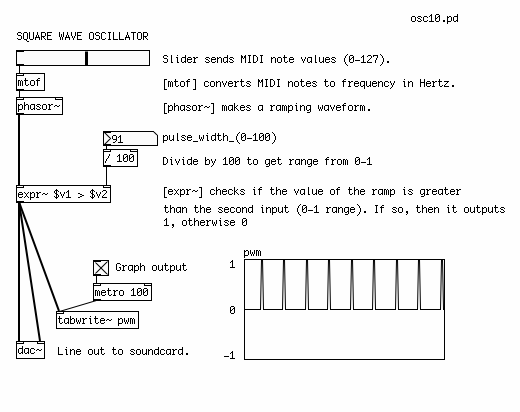 osc10.pd
SQUARE WAVE OSCILLATOR
Slider sends MIDI note values (0-127).
mtof
[mtof] converts MIDI notes to frequency in Hertz.
phasor~
[phasor~] makes a ramping waveform.
91
pulse_width_(0-100)
/ 100
Divide by 100 to get range from 0-1
expr~ $v1 > $v2
[expr~] checks if the value of the ramp is greater
than the second input (0-1 range). If so, then it outputs
1, otherwise 0
Graph output
metro 100
tabwrite~ pwm
dac~
Line out to soundcard.
pwm
1
0
-1